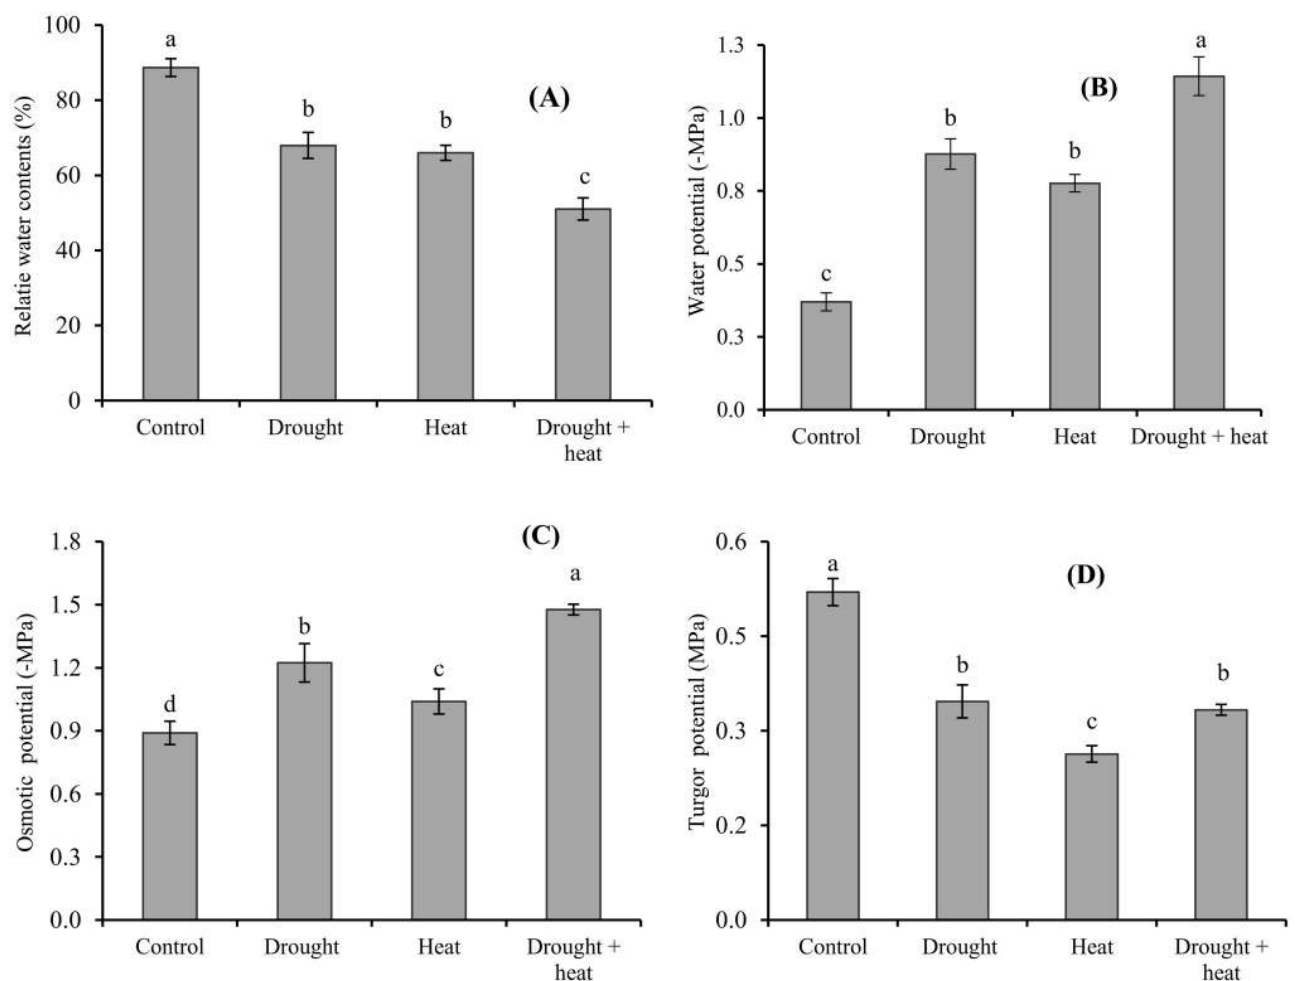 100
80
60
40
20
0
Relatie water contents (%)
(A)
a
b
b
c
Control
Drought
Heat
Drought +
heat
1.3
1.0
0.8
0.5
0.3
0.0
Water potential (-MPa)
(B)
c
b
b
a
Control
Drought
Heat
Drought + heat
1.8
1.5
1.2
0.9
0.6
0.3
0.0
Osmotic potential (-MPa)
(C)
d
b
c
a
Control
Drought
Heat
Drought +
heat
0.6
0.5
0.3
0.2
0.0
Turgor potential (MPa)
(D)
a
b
c
b
Control
Drought
Heat
Drought +
heat